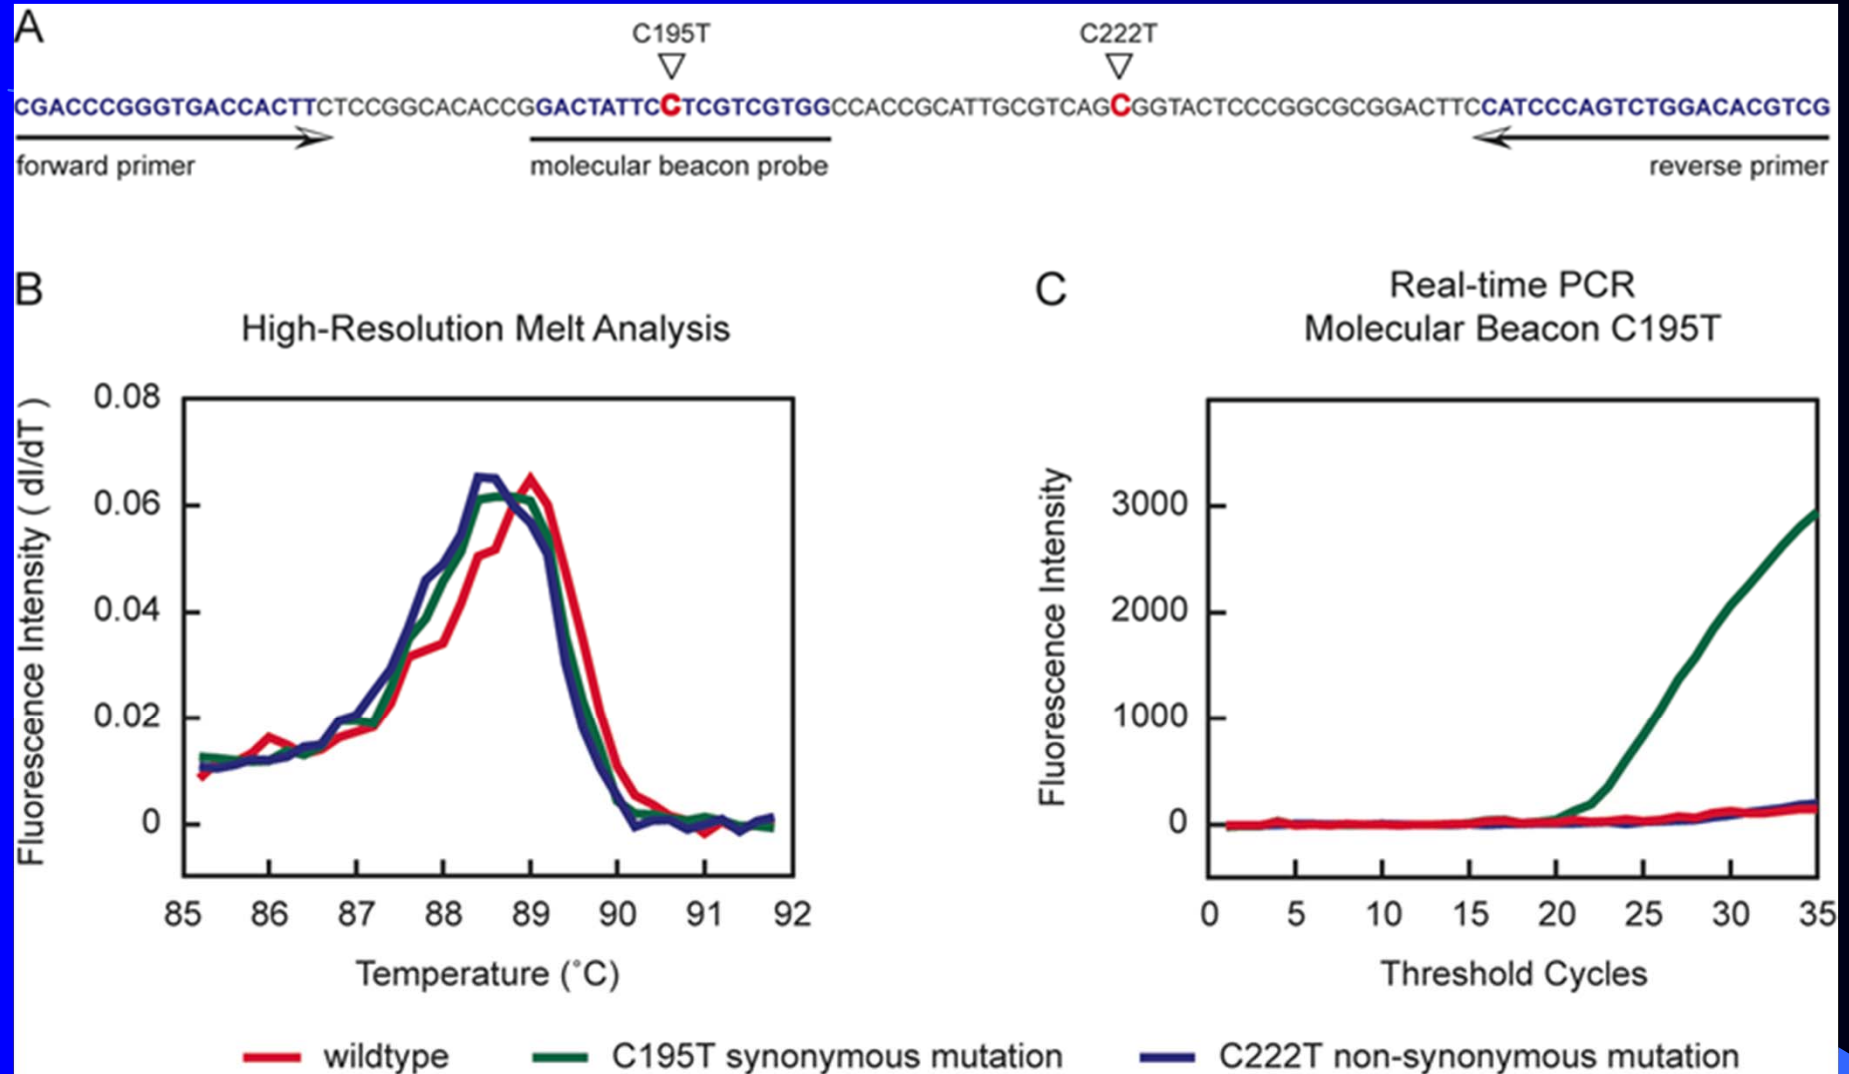 A
C195T
C222T
CGACCCGGGTGACCACTTCTCCGGCACACCGGACTATTCCTCGTCGTGGCCACCGCATTGCGTCAGCGGTACTCCCGGCGCGGACTTCCATCCCAGTCTGGACACGTCG
forward primer
molecular beacon probe
reverse primer
B
High-Resolution Melt Analysis
Fluorescence Intensity ( dI/dT )
0.08
0.06
0.04
0.02
0
85 86 87 88 89 90 91 92
Temperature (˚C)
C
Real-time PCR
Molecular Beacon C195T
Fluorescence Intensity
3000
2000
1000
0
0 5 10 15 20 25 30 35
Threshold Cycles
wildtype
C195T synonymous mutation
C222T non-synonymous mutation